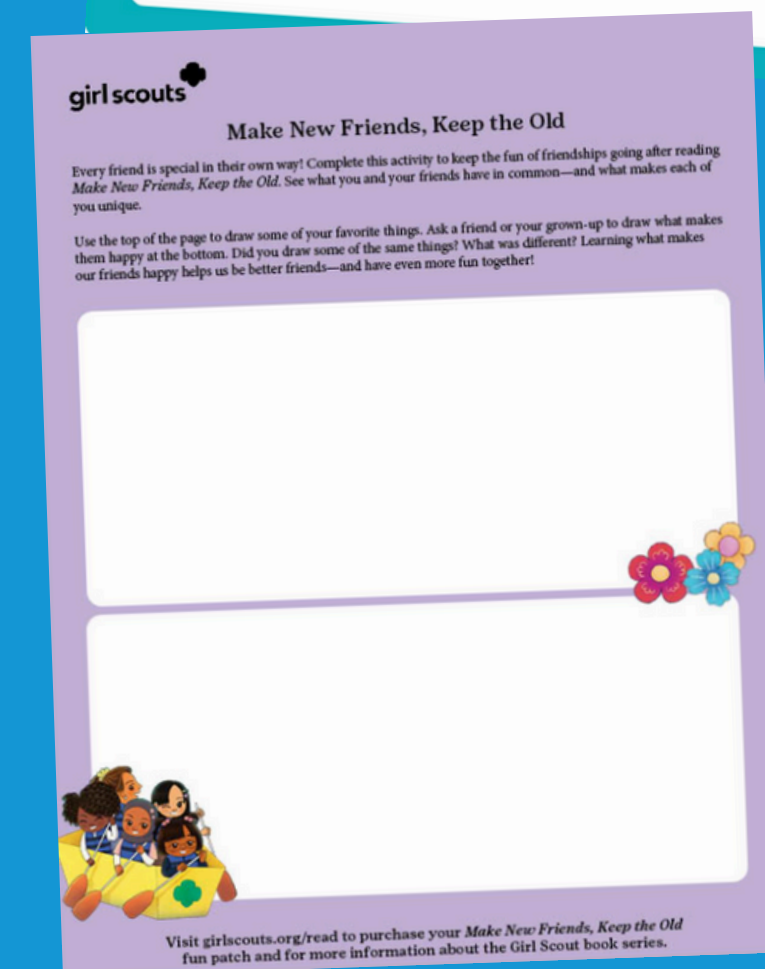 girl scouts
Make New Friends, Keep the Old
Every friend is special in their own way! Complete this activity to keep the fun of friendships going after reading
Make New Friends, Keep the Old. See what you and your friends have in common—and what makes each of
you unique.
Use the top of the page to draw some of your favorite things. Ask a friend or your grown-up to draw what makes
them happy at the bottom. Did you draw some of the same things? What was different? Learning what makes
our friends happy helps us be better friends—and have even more fun together!
Visit girlscouts.org/read to purchase your Make New Friends, Keep the Old
fun patch and for more information about the Girl Scout book series.